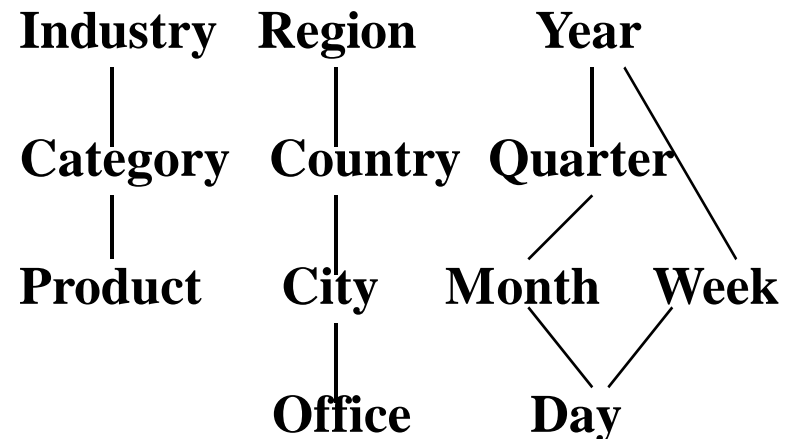 Industry Region Year
Category Country Quarter
Product City Month Week
Office Day